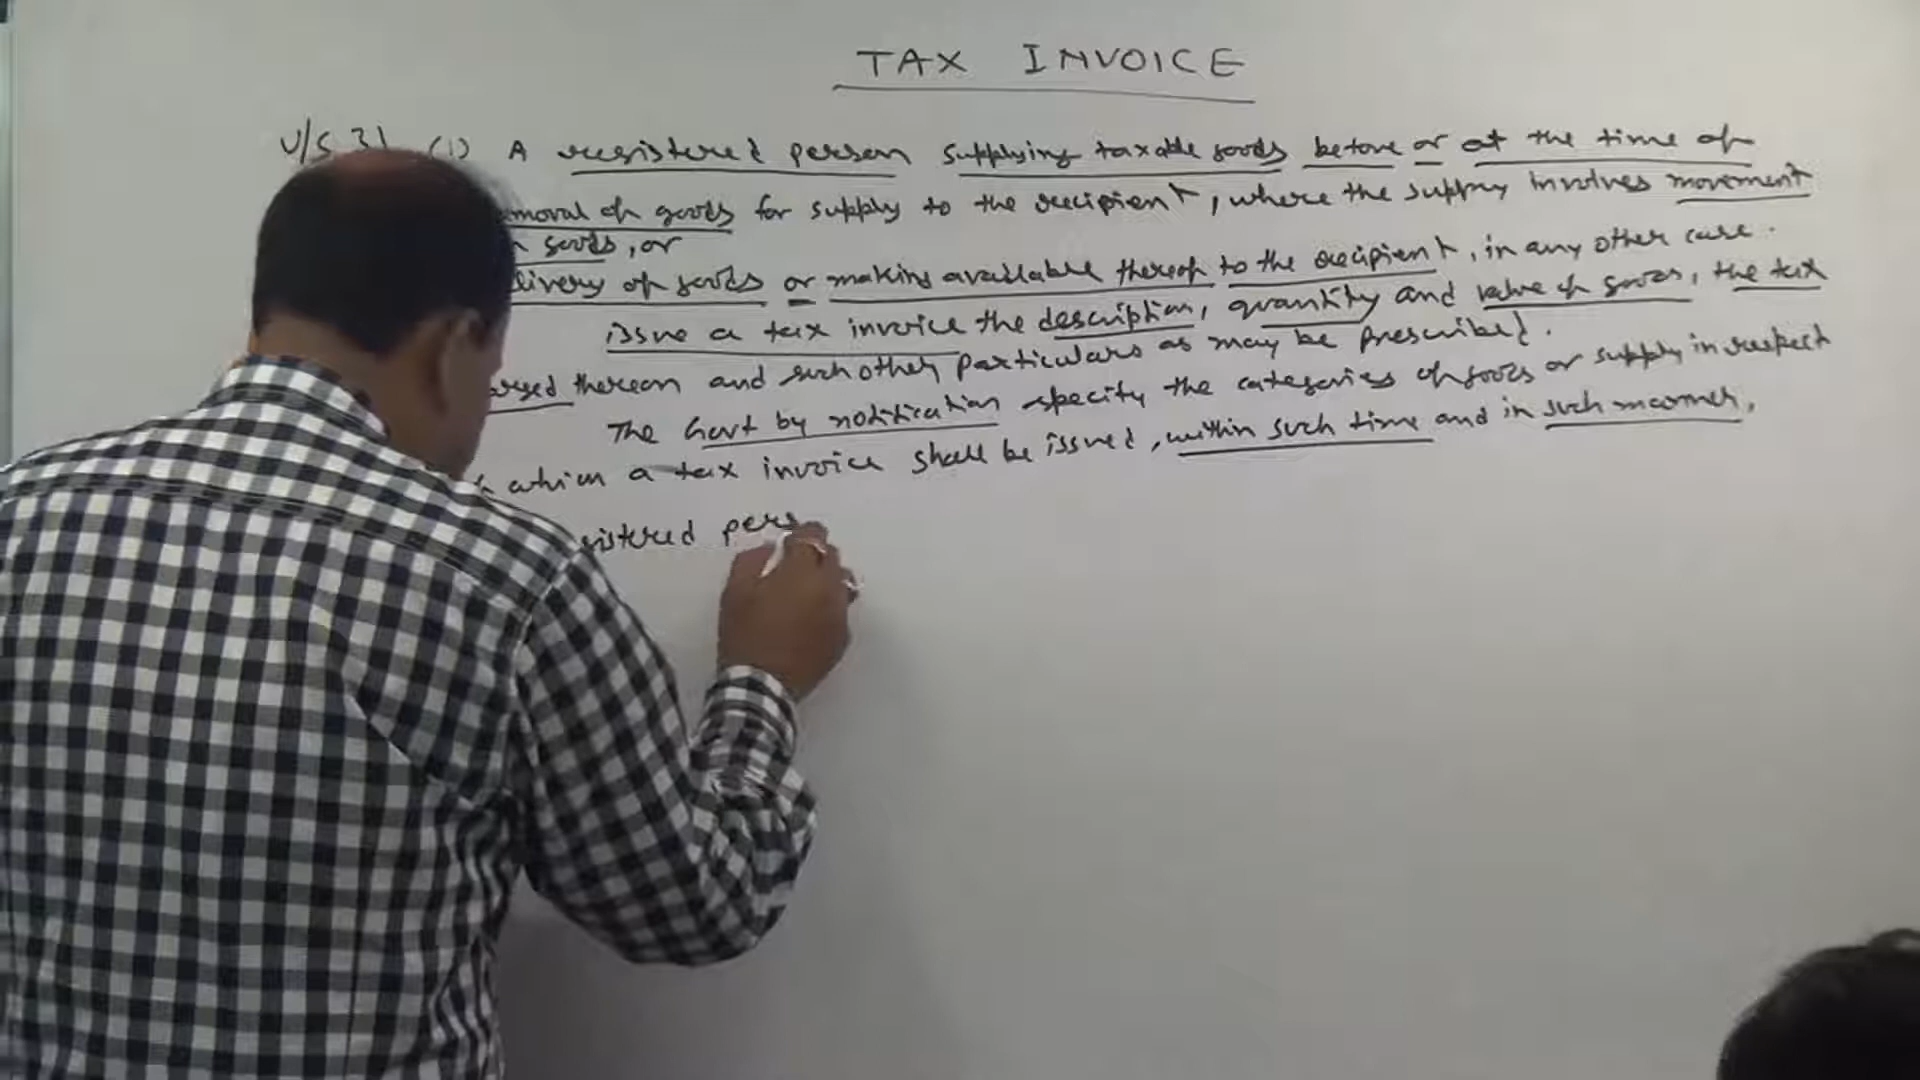 TAX INVOICE
U/S 31 (1) A registered person supplying taxable goods before or at the time of
moval of goods for supply to the recipient, where the supply involves movement
goods, or
livery of goods or making available thereof to the recipient, in any other case.
issue a tax invoice the description, quantity and value of goods, the tax
arged thereon and such other particulars as may be prescribed.
The Govt by notification specify the categories of goods or supply in respect
which a tax invoice shall be issued, within such time and in such manner,
istered pers